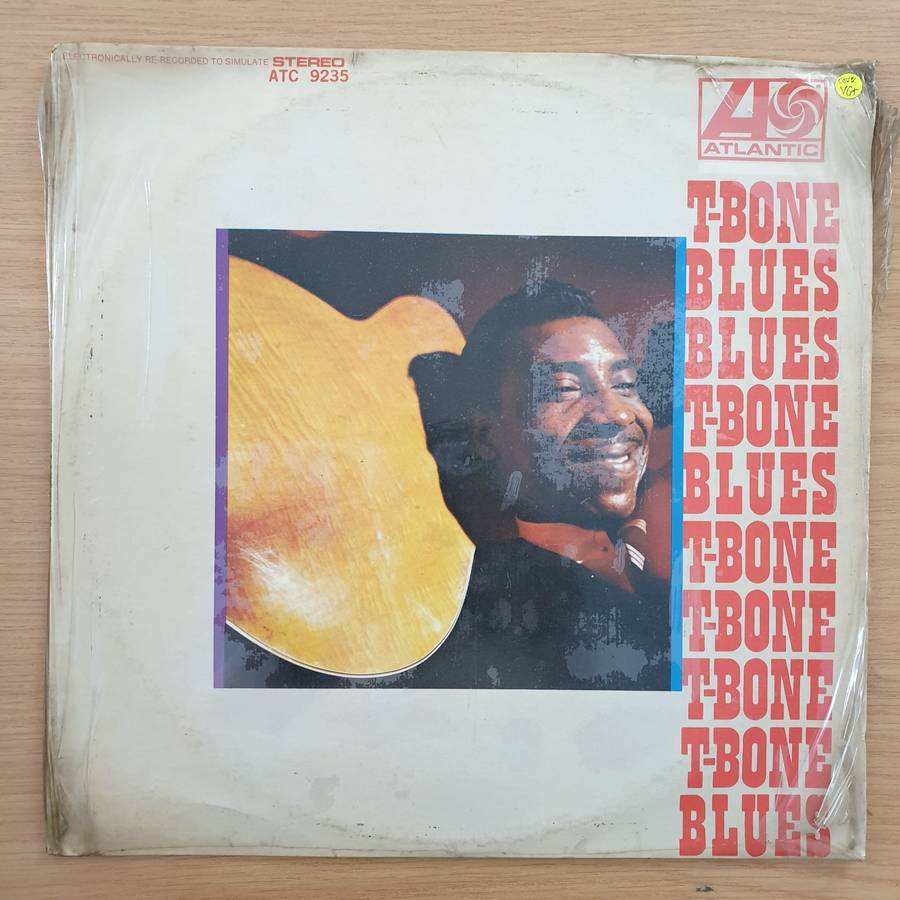 ELECTRONICALLY RE-RECORDED TO SIMULATE STEREO
ATC 9235
VG+
ATLANTIC
T-BONE
BLUES
BLUES
T-BONE
BLUES
T-BONE
T-BONE
T-BONE
T-BONE
BLUES